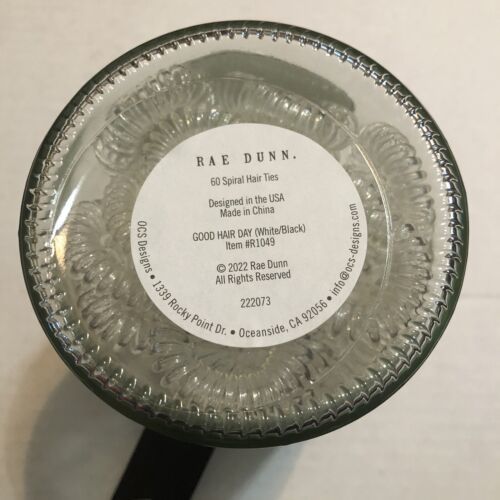 RAE DUNN.
60 Spiral Hair Ties
Designed in the USA
Made in China
GOOD HAIR DAY (White/Black)
Item #R1049
© 2022 Rae Dunn
All Rights Reserved
222073
OCS Designs • 1339 Rocky Point Dr. • Oceanside, CA 92056 • info@ocs-designs.com